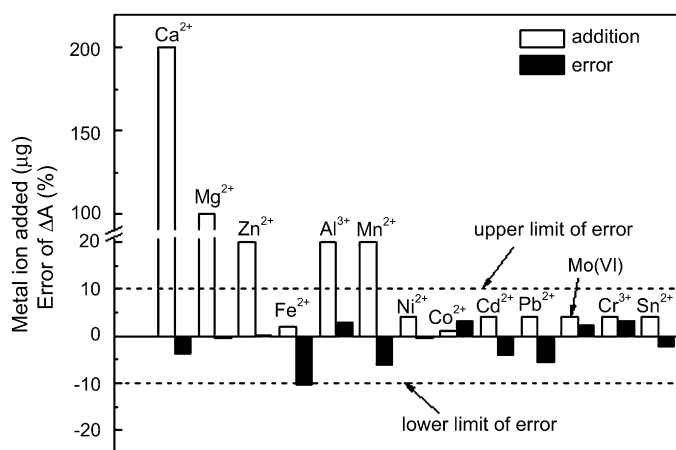 Metal ion added (μg)
Error of ΔA (%)
200
150
100
20
10
0
-10
-20
addition
error
Ca²⁺
Mg²⁺
Zn²⁺
Fe²⁺
Al³⁺
Mn²⁺
Ni²⁺
Co²⁺
Cd²⁺
Pb²⁺
Mo(VI)
Cr³⁺
Sn²⁺
upper limit of error
lower limit of error